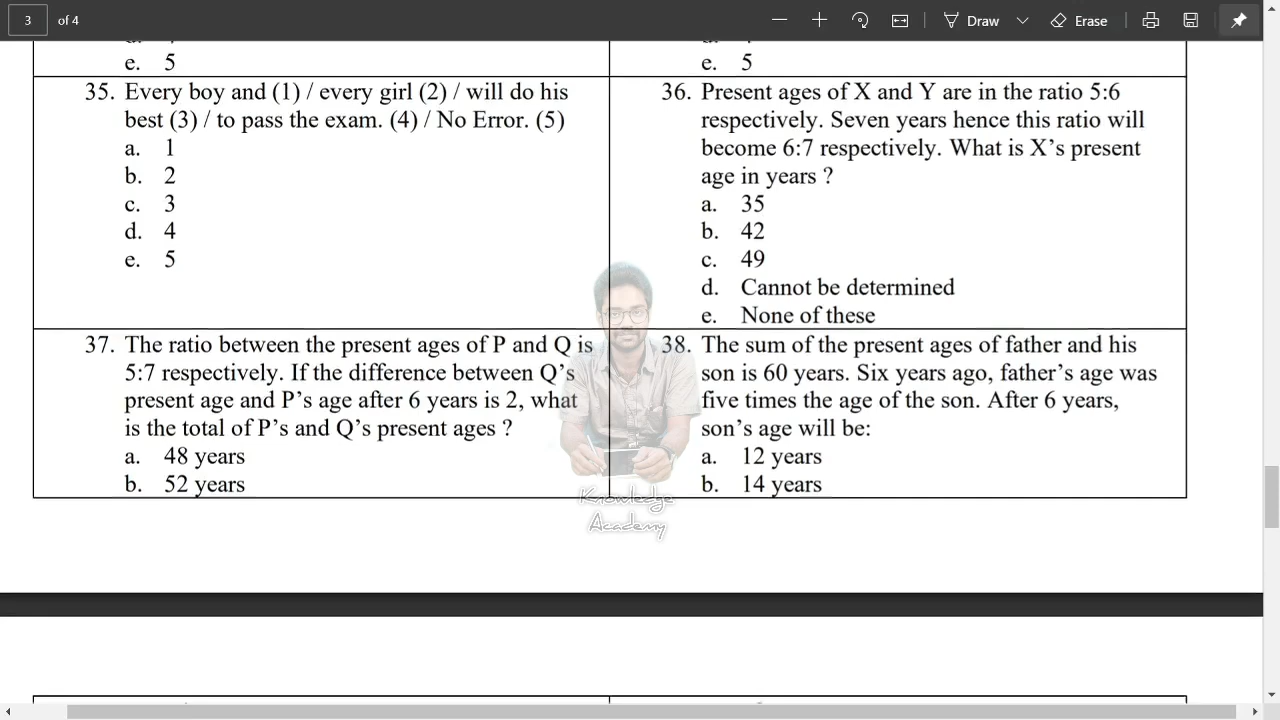 3 of 4 Draw Erase
e. 5
e. 5
35. Every boy and (1) / every girl (2) / will do his
best (3) / to pass the exam. (4) / No Error. (5)
a. 1
b. 2
c. 3
d. 4
e. 5
36. Present ages of X and Y are in the ratio 5:6
respectively. Seven years hence this ratio will
become 6:7 respectively. What is X's present
age in years ?
a. 35
b. 42
c. 49
d. Cannot be determined
e. None of these
37. The ratio between the present ages of P and Q is
5:7 respectively. If the difference between Q's
present age and P's age after 6 years is 2, what
is the total of P's and Q's present ages ?
a. 48 years
b. 52 years
38. The sum of the present ages of father and his
son is 60 years. Six years ago, father's age was
five times the age of the son. After 6 years,
son's age will be:
a. 12 years
b. 14 years
Knowledge
Academy